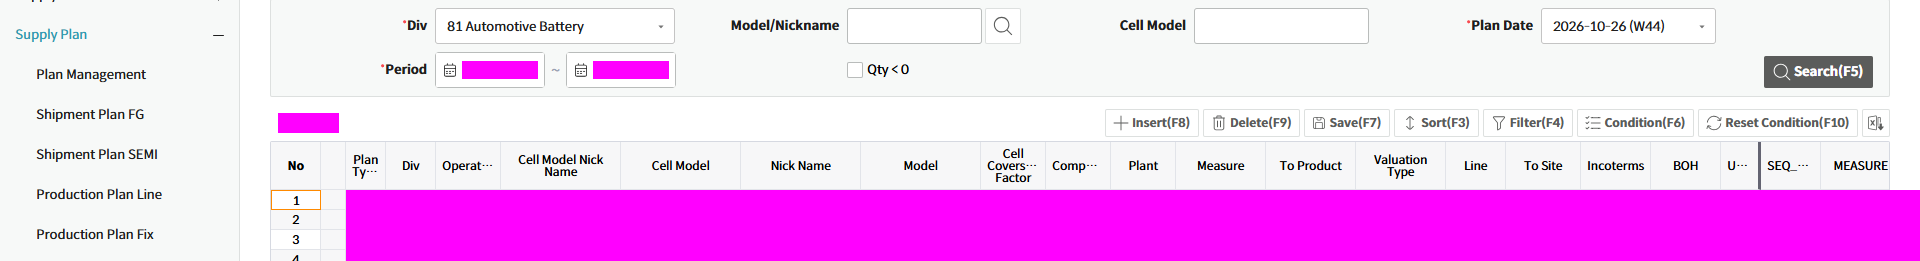 Supply Plan
Plan Management
Shipment Plan FG
Shipment Plan SEMI
Production Plan Line
Production Plan Fix
*Div 81 Automotive Battery Model/Nickname Cell Model *Plan Date 2026-10-26 (W44)
*Period ~ Qty < 0 Search(F5)
Insert(F8) Delete(F9) Save(F7) Sort(F3) Filter(F4) Condition(F6) Reset Condition(F10)
No Plan Ty··· Div Operat··· Cell Model Nick Name Cell Model Nick Name Model Cell Covers··· Factor Comp··· Plant Measure To Product Valuation Type Line To Site Incoterms BOH U··· SEQ_··· MEASURE
1
2
3
4